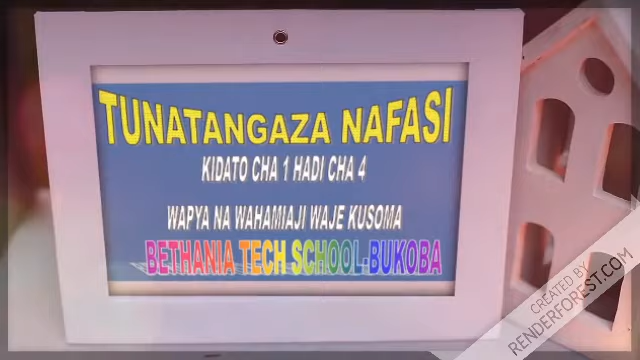 TUNATANGAZA NAFASI
KIDATO CHA 1 HADI CHA 4
WAPYA NA WAHAMIAJI WAJE KUSOMA
BETHANIA TECH SCHOOL-BUKOBA
CREATED BY
RENDERFOREST.COM